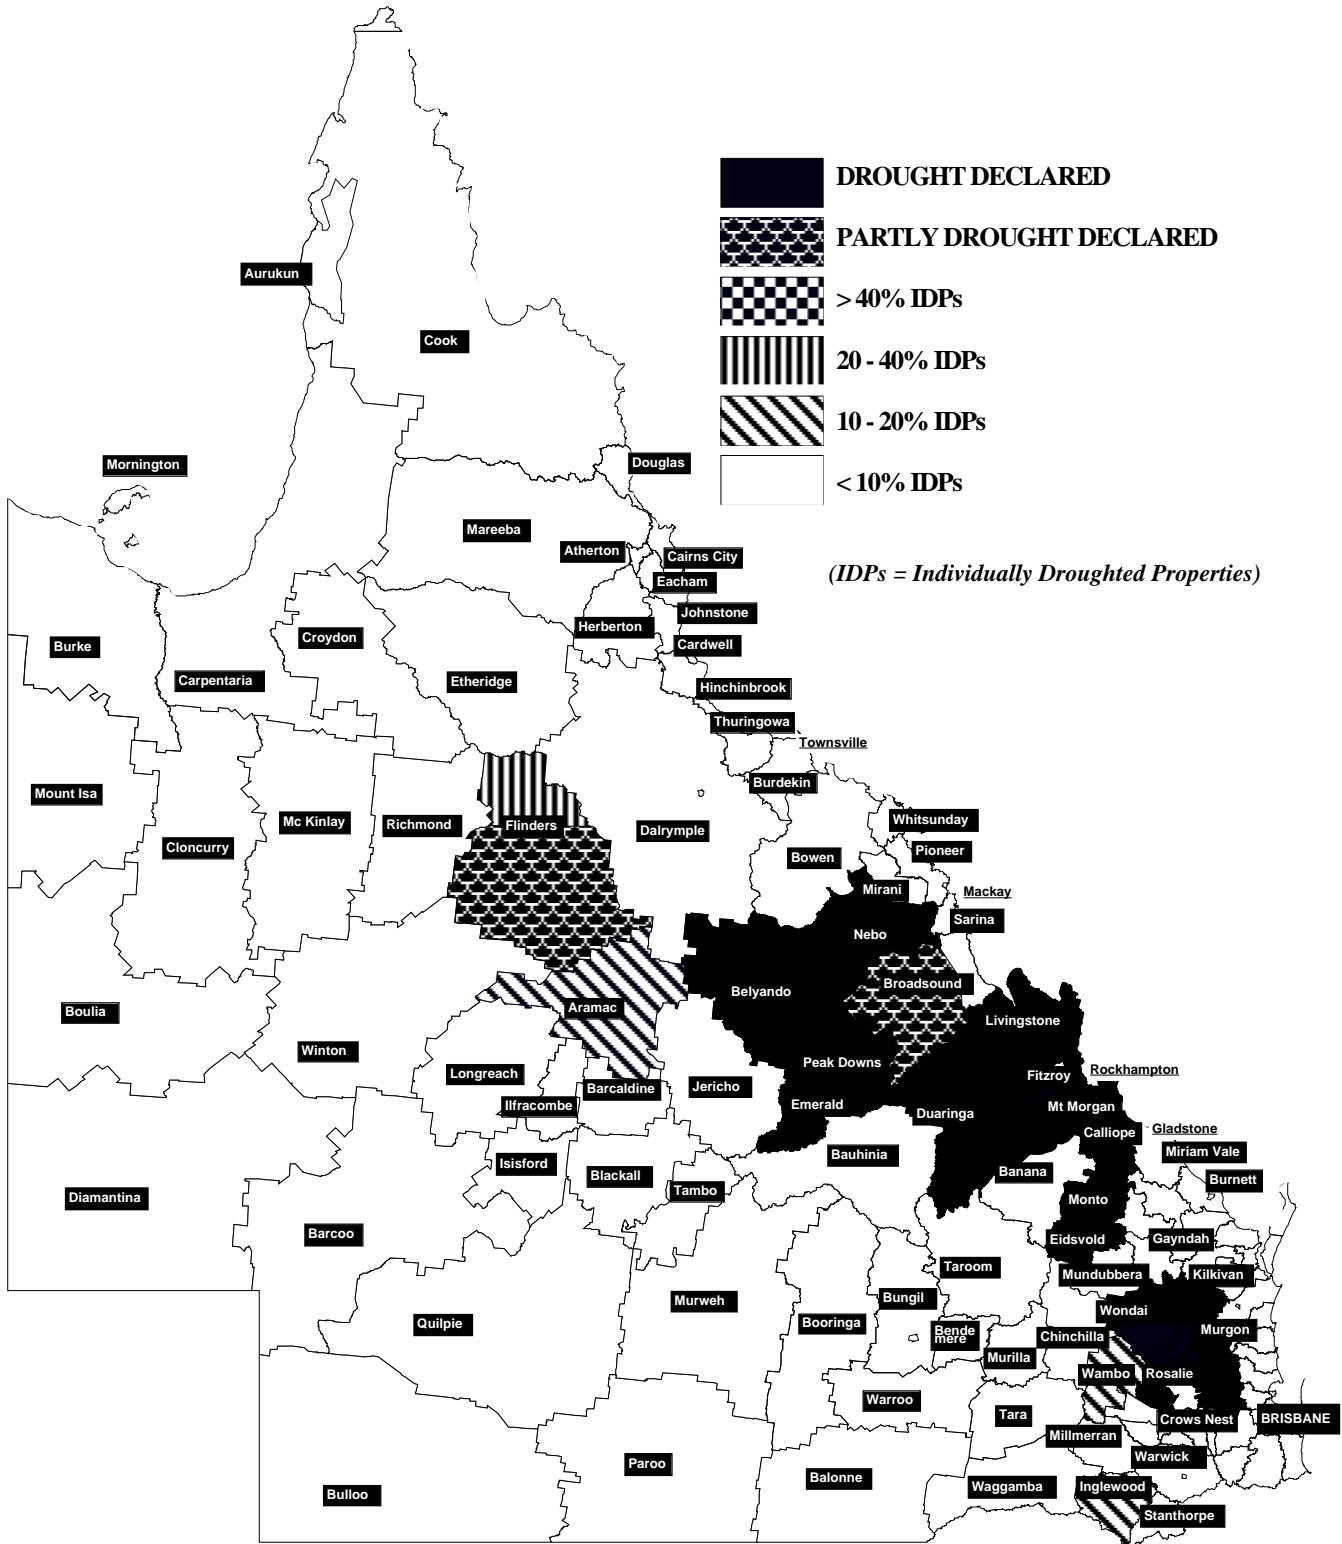 DROUGHT DECLARED
PARTLY DROUGHT DECLARED
> 40% IDPs
20 - 40% IDPs
10 - 20% IDPs
< 10% IDPs
(IDPs = Individually Droughted Properties)
Aurukun
Cook
Mornington
Douglas
Mareeba
Atherton
Cairns City
Eacham
Johnstone
Herberton
Croydon
Cardwell
Burke
Carpentaria
Etheridge
Hinchinbrook
Thuringowa
Townsville
Burdekin
Mount Isa
Mc Kinlay
Richmond
Flinders
Dalrymple
Whitsunday
Cloncurry
Pioneer
Bowen
Mirani
Mackay
Sarina
Nebo
Broadsound
Belyando
Aramac
Boulia
Livingstone
Winton
Longreach
Peak Downs
Rockhampton
Fitzroy
Barcaldine
Jericho
Ilfracombe
Emerald
Duaringa
Mt Morgan
Calliope
Gladstone
Miriam Vale
Bauhinia
Isisford
Blackall
Tambo
Banana
Burnett
Diamantina
Monto
Barcoo
Eidsvold
Gayndah
Taroom
Mundubbera
Kilkivan
Murweh
Bungil
Wondai
Quilpie
Booringa
Bende
mere
Chinchilla
Murgon
Murilla
Wambo
Rosalie
Warroo
Tara
Crows Nest
BRISBANE
Millmerran
Warwick
Paroo
Balonne
Waggamba
Inglewood
Bulloo
Stanthorpe